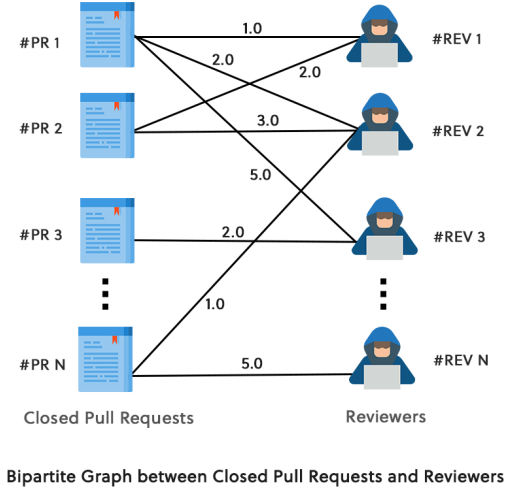 1.0
#PR 1
#REV 1
2.0
2.0
#PR 2
3.0
#REV 2
5.0
#PR 3
2.0
#REV 3
1.0
#PR N
5.0
#REV N
Closed Pull Requests
Reviewers
Bipartite Graph between Closed Pull Requests and Reviewers